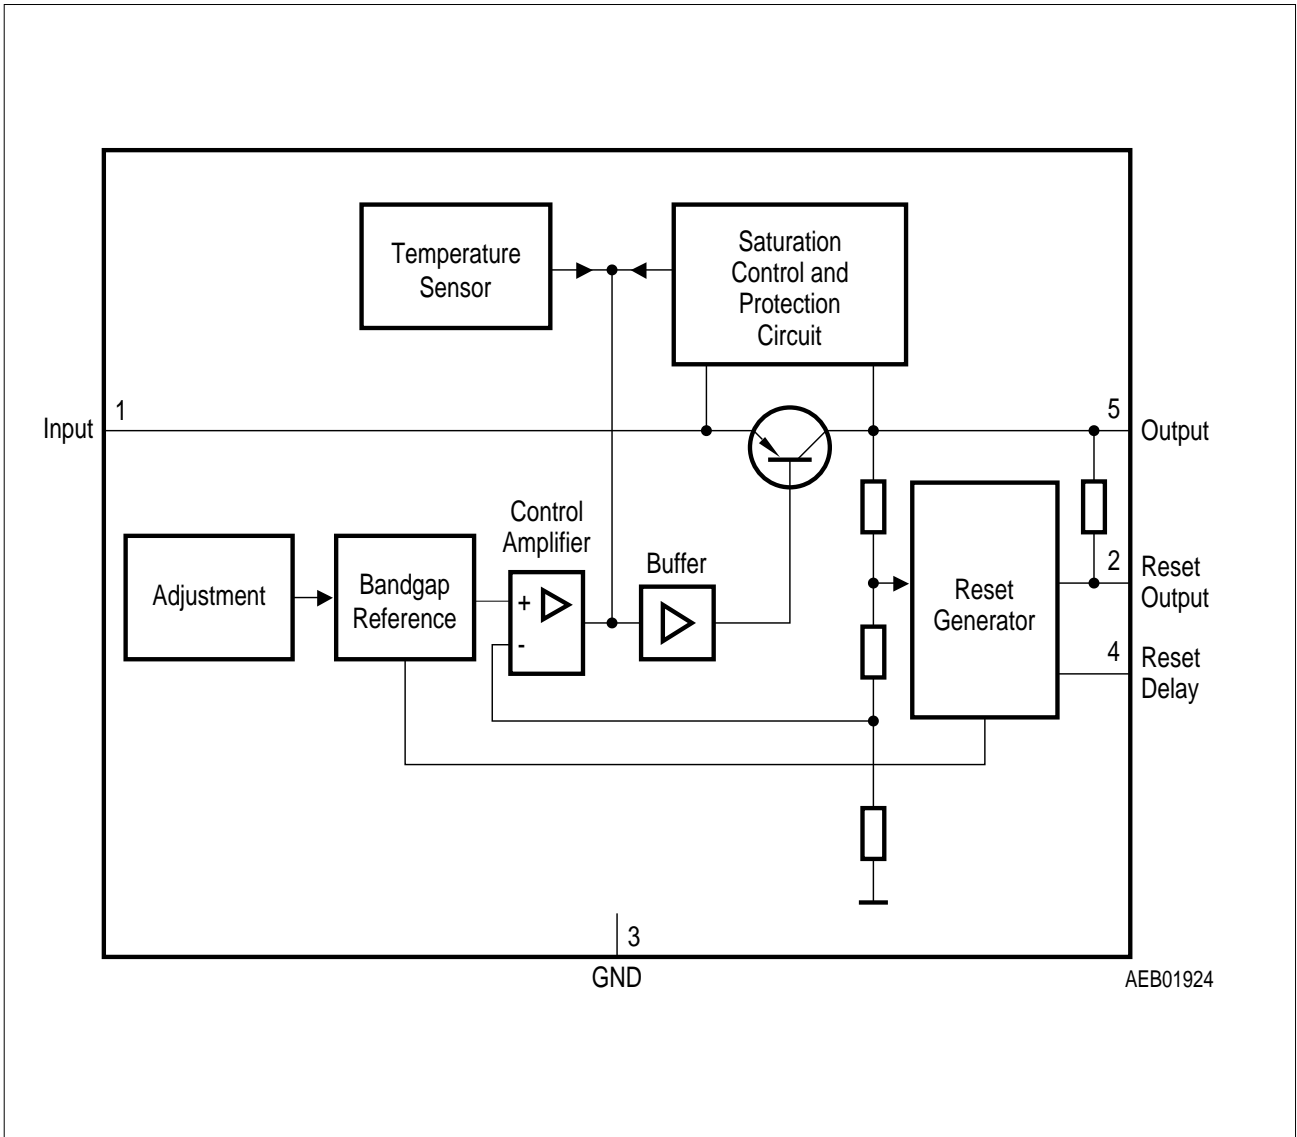 Temperature
Sensor
Saturation
Control and
Protection
Circuit
1
Input
5
Output
Control
Amplifier
Buffer
Adjustment
Bandgap
Reference
+
-
Reset
Generator
2
Reset
Output
4
Reset
Delay
3
GND
AEB01924